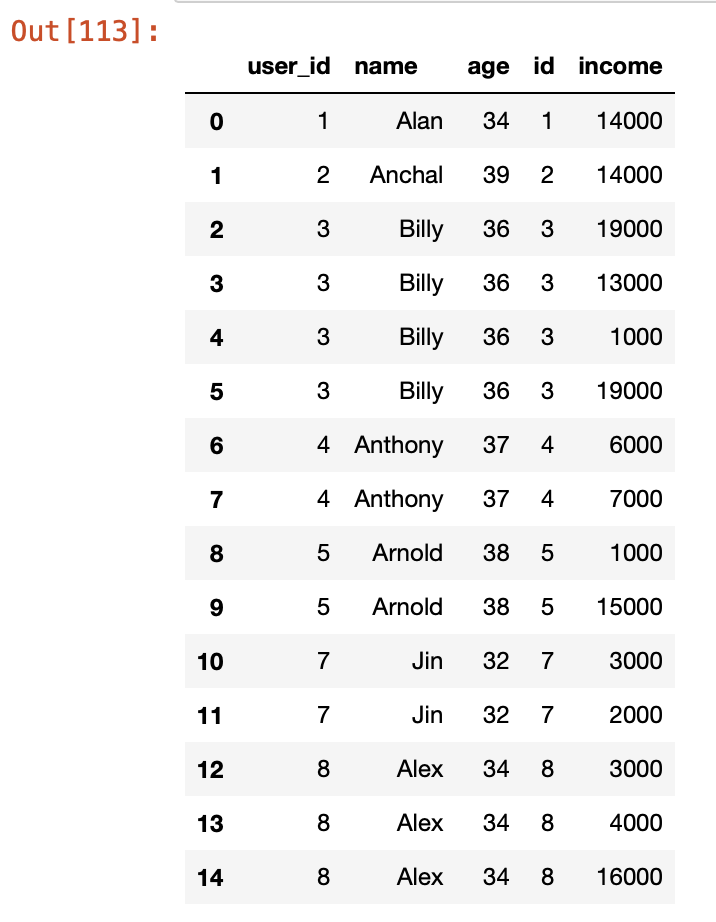 Out[113]:
user_id name age id income
0 1 Alan 34 1 14000
1 2 Anchal 39 2 14000
2 3 Billy 36 3 19000
3 3 Billy 36 3 13000
4 3 Billy 36 3 1000
5 3 Billy 36 3 19000
6 4 Anthony 37 4 6000
7 4 Anthony 37 4 7000
8 5 Arnold 38 5 1000
9 5 Arnold 38 5 15000
10 7 Jin 32 7 3000
11 7 Jin 32 7 2000
12 8 Alex 34 8 3000
13 8 Alex 34 8 4000
14 8 Alex 34 8 16000